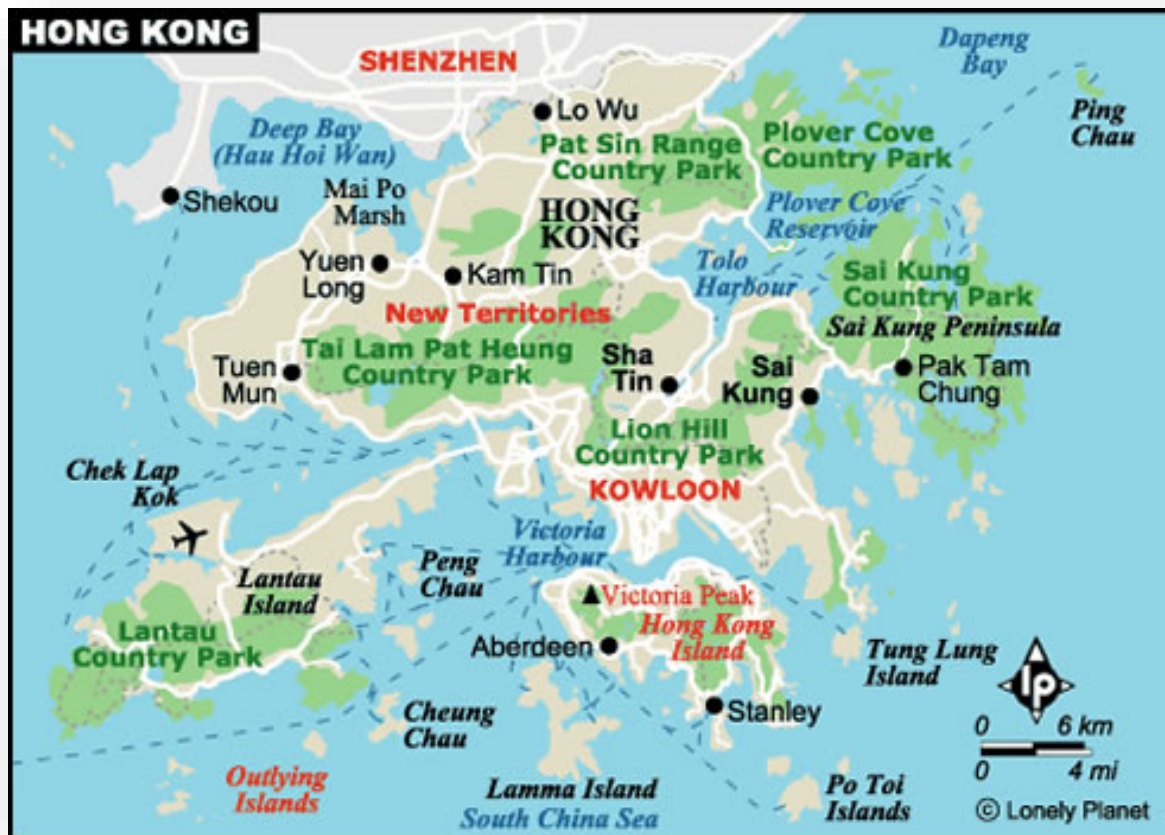 HONG KONG
SHENZHEN
Dapeng
Bay
Ping
Chau
Lo Wu
Deep Bay
(Hau Hoi Wan)
Pat Sin Range
Country Park
Plover Cove
Country Park
Shekou
Mai Po
Marsh
HONG
KONG
Plover Cove
Reservoir
Yuen
Long
Kam Tin
Tolo
Harbour
Sai Kung
Country Park
New Territories
Sai Kung Peninsula
Tai Lam Pat Heung
Country Park
Tuen
Mun
Sha
Tin
Sai
Kung
Pak Tam
Chung
Lion Hill
Country Park
Chek Lap
Kok
KOWLOON
Victoria
Harbour
Peng
Chau
Lantau
Island
Victoria Peak
Hong Kong
Island
Lantau
Country Park
Aberdeen
Tung Lung
Island
lp
Cheung
Chau
Stanley
0 6 km
0 4 mi
Outlying
Islands
Lamma Island
South China Sea
Po Toi
Islands
© Lonely Planet